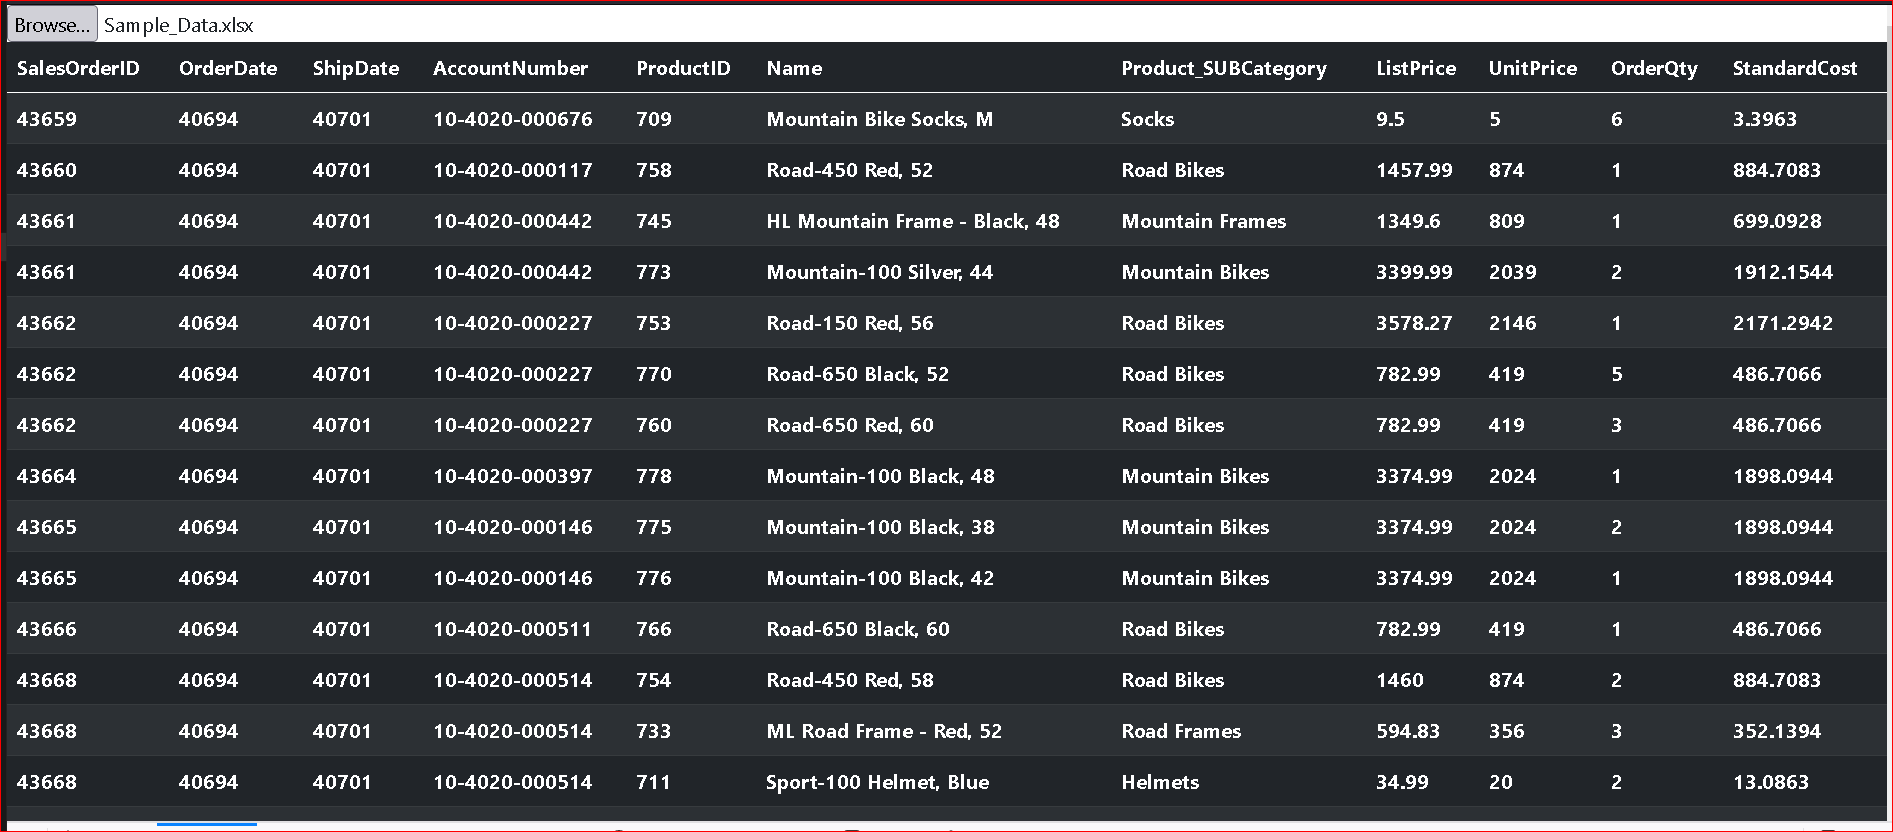 Browse... Sample_Data.xlsx
SalesOrderID OrderDate ShipDate AccountNumber ProductID Name Product_SUBCategory ListPrice UnitPrice OrderQty StandardCost
43659 40694 40701 10-4020-000676 709 Mountain Bike Socks, M Socks 9.5 5 6 3.3963
43660 40694 40701 10-4020-000117 758 Road-450 Red, 52 Road Bikes 1457.99 874 1 884.7083
43661 40694 40701 10-4020-000442 745 HL Mountain Frame - Black, 48 Mountain Frames 1349.6 809 1 699.0928
43661 40694 40701 10-4020-000442 773 Mountain-100 Silver, 44 Mountain Bikes 3399.99 2039 2 1912.1544
43662 40694 40701 10-4020-000227 753 Road-150 Red, 56 Road Bikes 3578.27 2146 1 2171.2942
43662 40694 40701 10-4020-000227 770 Road-650 Black, 52 Road Bikes 782.99 419 5 486.7066
43662 40694 40701 10-4020-000227 760 Road-650 Red, 60 Road Bikes 782.99 419 3 486.7066
43664 40694 40701 10-4020-000397 778 Mountain-100 Black, 48 Mountain Bikes 3374.99 2024 1 1898.0944
43665 40694 40701 10-4020-000146 775 Mountain-100 Black, 38 Mountain Bikes 3374.99 2024 2 1898.0944
43665 40694 40701 10-4020-000146 776 Mountain-100 Black, 42 Mountain Bikes 3374.99 2024 1 1898.0944
43666 40694 40701 10-4020-000511 766 Road-650 Black, 60 Road Bikes 782.99 419 1 486.7066
43668 40694 40701 10-4020-000514 754 Road-450 Red, 58 Road Bikes 1460 874 2 884.7083
43668 40694 40701 10-4020-000514 733 ML Road Frame - Red, 52 Road Frames 594.83 356 3 352.1394
43668 40694 40701 10-4020-000514 711 Sport-100 Helmet, Blue Helmets 34.99 20 2 13.0863